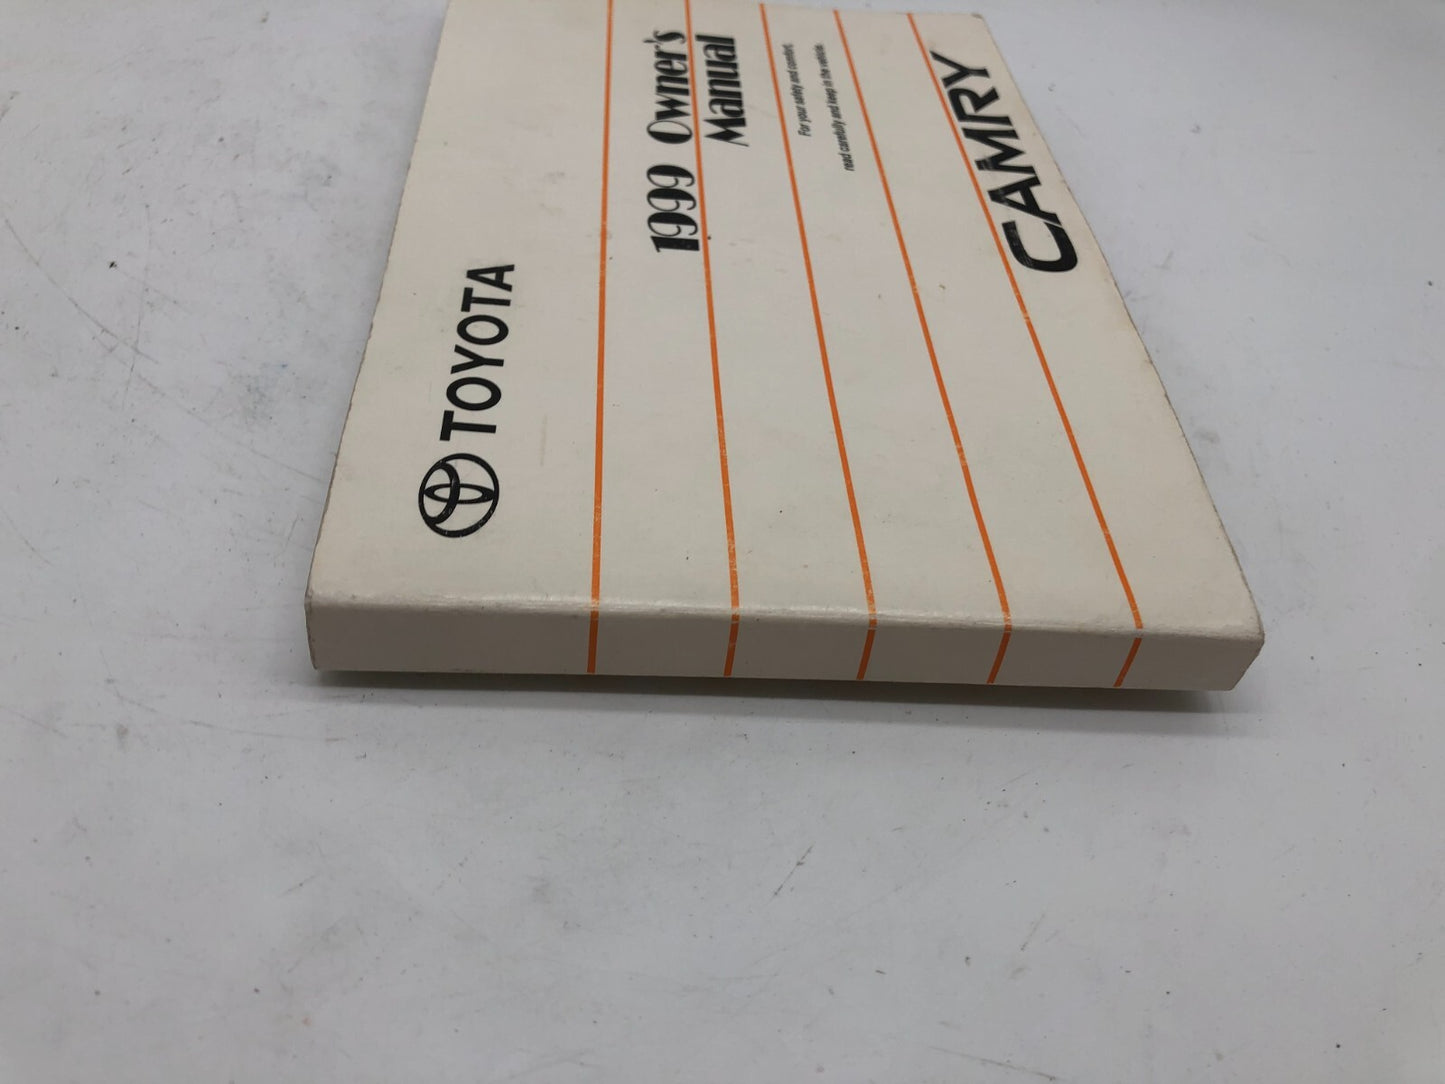 TOYOTA
1999 Owner's
Manual
For your safety and comfort,
read carefully and keep in the vehicle.
CAMRY